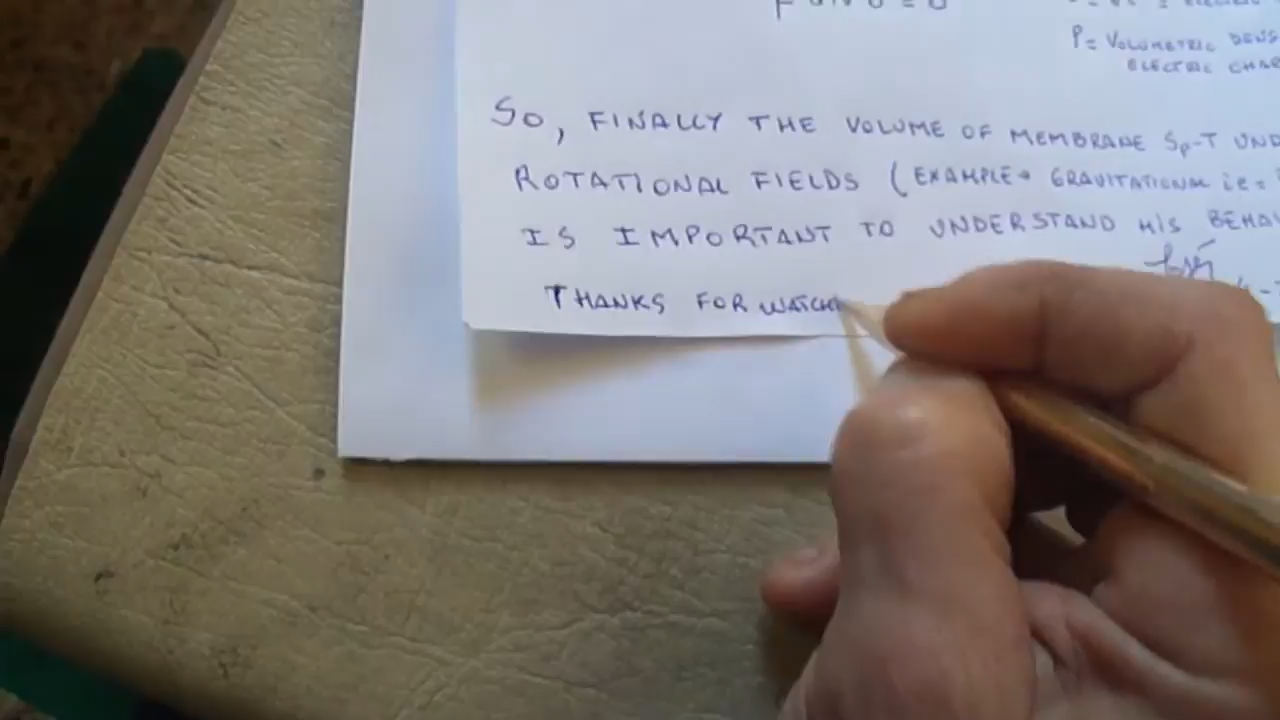 P = VOLUMETRIC DENS
ELECTRIC CHAR
SO, FINALLY THE VOLUME OF MEMBRANE Sp-T UND
ROTATIONAL FIELDS (EXAMPLE → GRAVITATIONAL ie =
IS IMPORTANT TO UNDERSTAND HIS BEHA
THANKS FOR WATCH